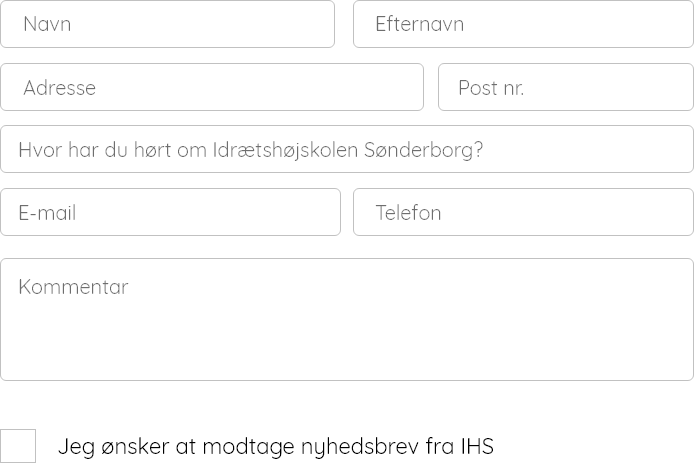 Navn
Efternavn
Adresse
Post nr.
Hvor har du hørt om Idrætshøjskolen Sønderborg?
E-mail
Telefon
Kommentar
Jeg ønsker at modtage nyhedsbrev fra IHS